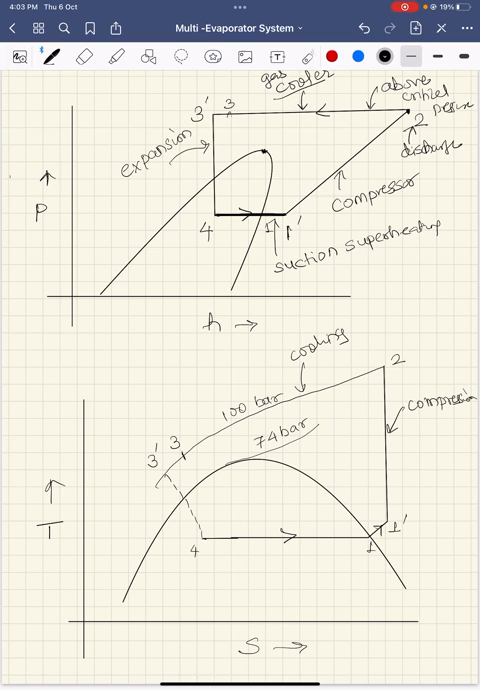 4:03 PM Thu 6 Oct
19%
Multi -Evaporator System
gas
cooler
above
critical
pressure
3' 3
2
discharge
expansion
compressor
P
4 1 1'
suction superheating
h
cooling
2
100 bar
compression
74 bar
3' 3
T
1'
4 1
S